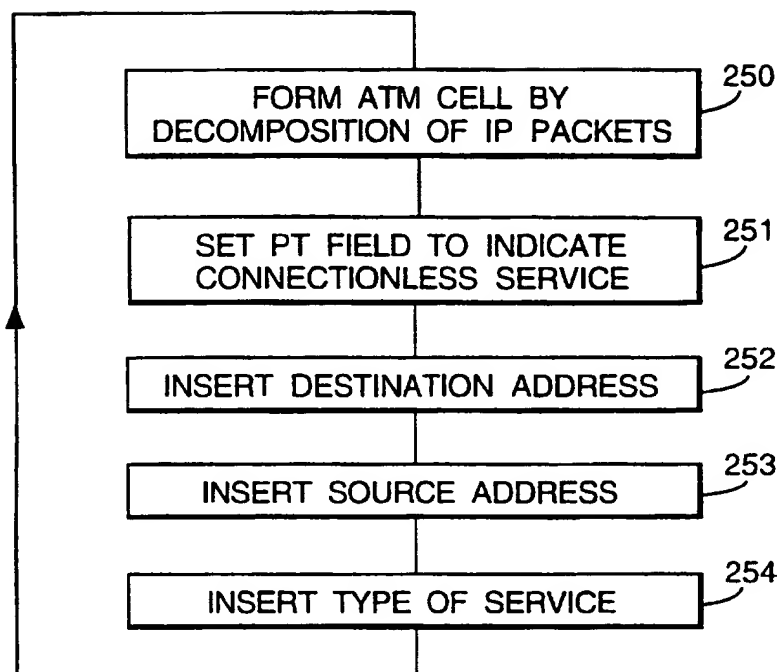 250
FORM ATM CELL BY
DECOMPOSITION OF IP PACKETS
251
SET PT FIELD TO INDICATE
CONNECTIONLESS SERVICE
252
INSERT DESTINATION ADDRESS
253
INSERT SOURCE ADDRESS
254
INSERT TYPE OF SERVICE